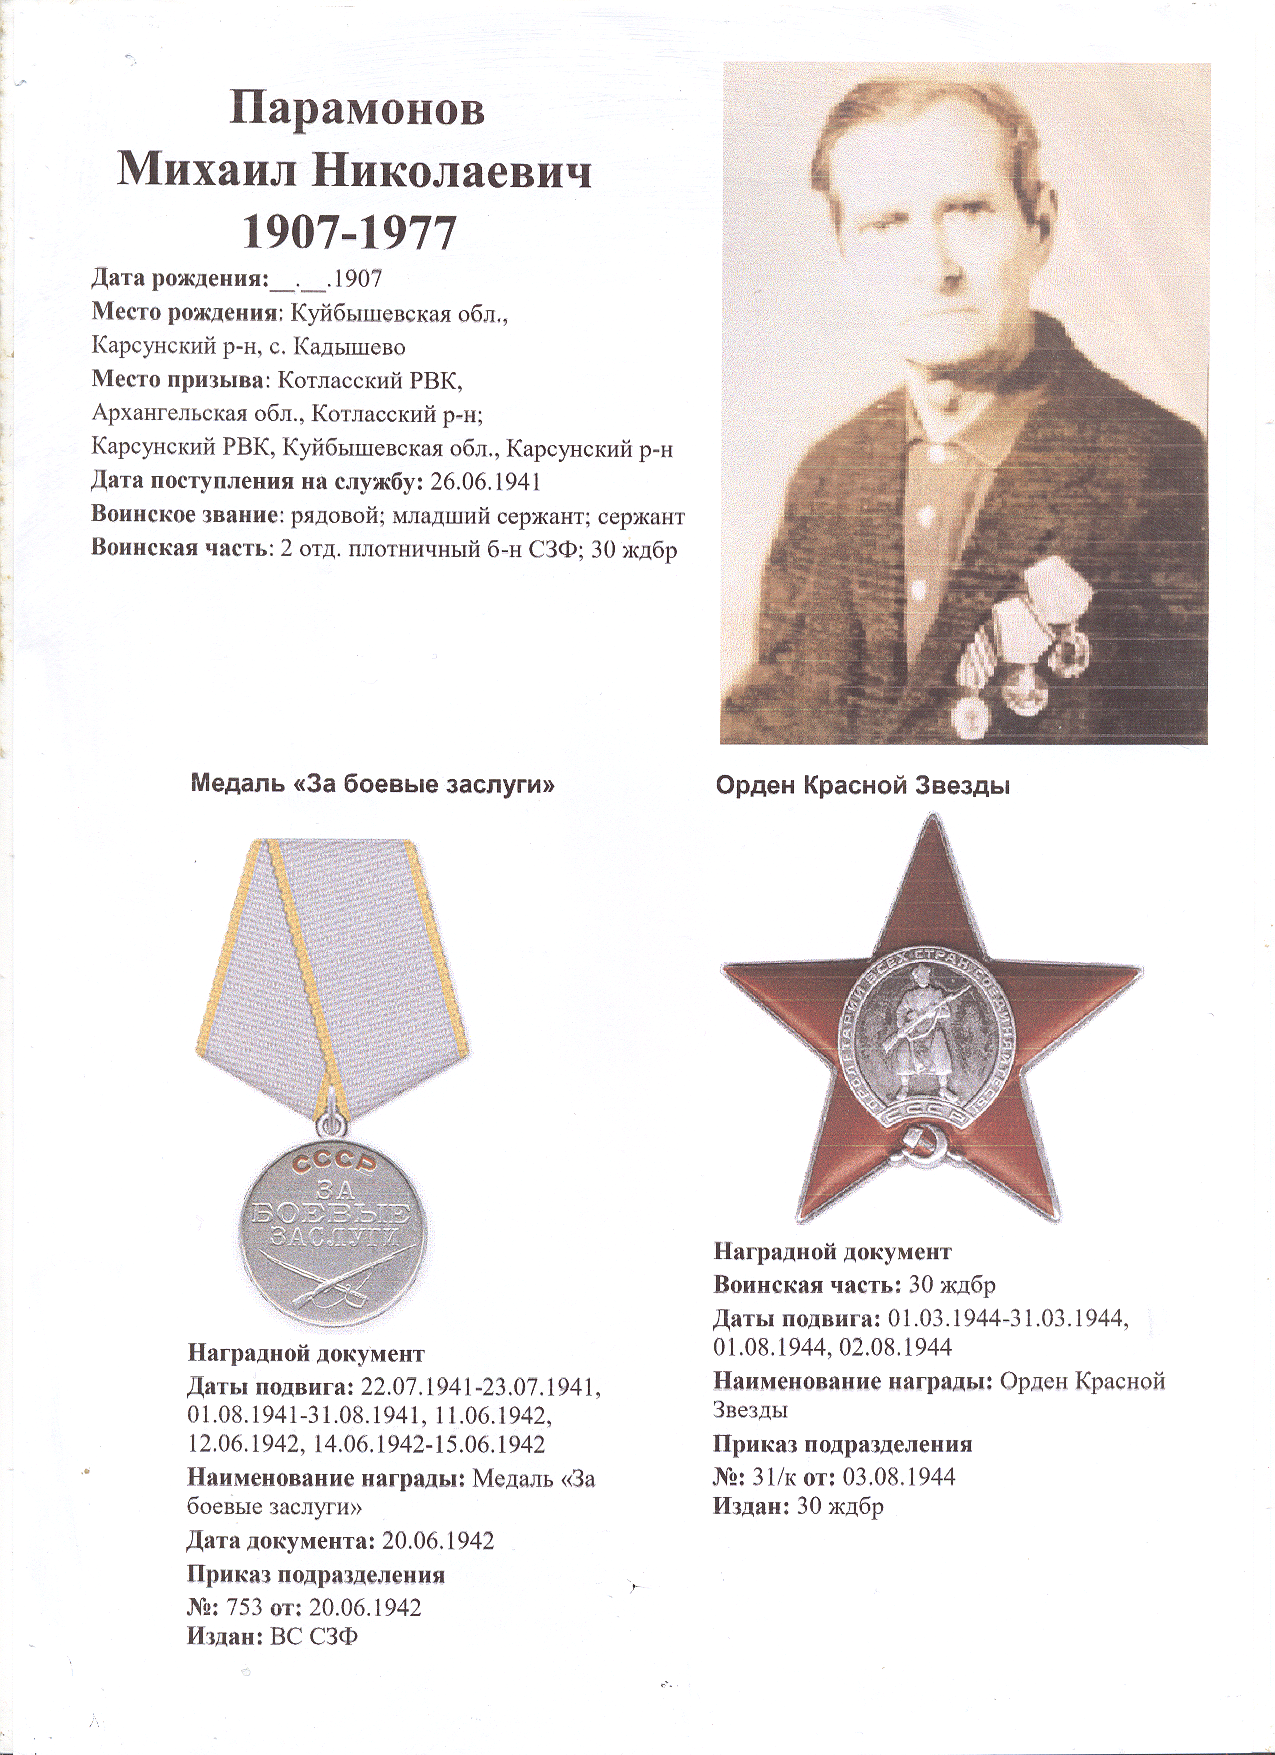 Парамонов
Михаил Николаевич
1907-1977
Дата рождения:__.__.1907
Место рождения: Куйбышевская обл.,
Карсунский р-н, с. Кадышево
Место призыва: Котласский РВК,
Архангельская обл., Котласский р-н;
Карсунский РВК, Куйбышевская обл., Карсунский р-н
Дата поступления на службу: 26.06.1941
Воинское звание: рядовой; младший сержант; сержант
Воинская часть: 2 отд. плотничный б-н СЗФ; 30 ждбр
Медаль «За боевые заслуги»
СССР
ЗА
БОЕВЫЕ
ЗАСЛУГИ
Наградной документ
Даты подвига: 22.07.1941-23.07.1941,
01.08.1941-31.08.1941, 11.06.1942,
12.06.1942, 14.06.1942-15.06.1942
Наименование награды: Медаль «За
боевые заслуги»
Дата документа: 20.06.1942
Приказ подразделения
№: 753 от: 20.06.1942
Издан: ВС СЗФ
Орден Красной Звезды
ПРОЛЕТАРИИ ВСЕХ СТРАН СОЕДИНЯЙТЕСЬ
СССР
Наградной документ
Воинская часть: 30 ждбр
Даты подвига: 01.03.1944-31.03.1944,
01.08.1944, 02.08.1944
Наименование награды: Орден Красной
Звезды
Приказ подразделения
№: 31/к от: 03.08.1944
Издан: 30 ждбр